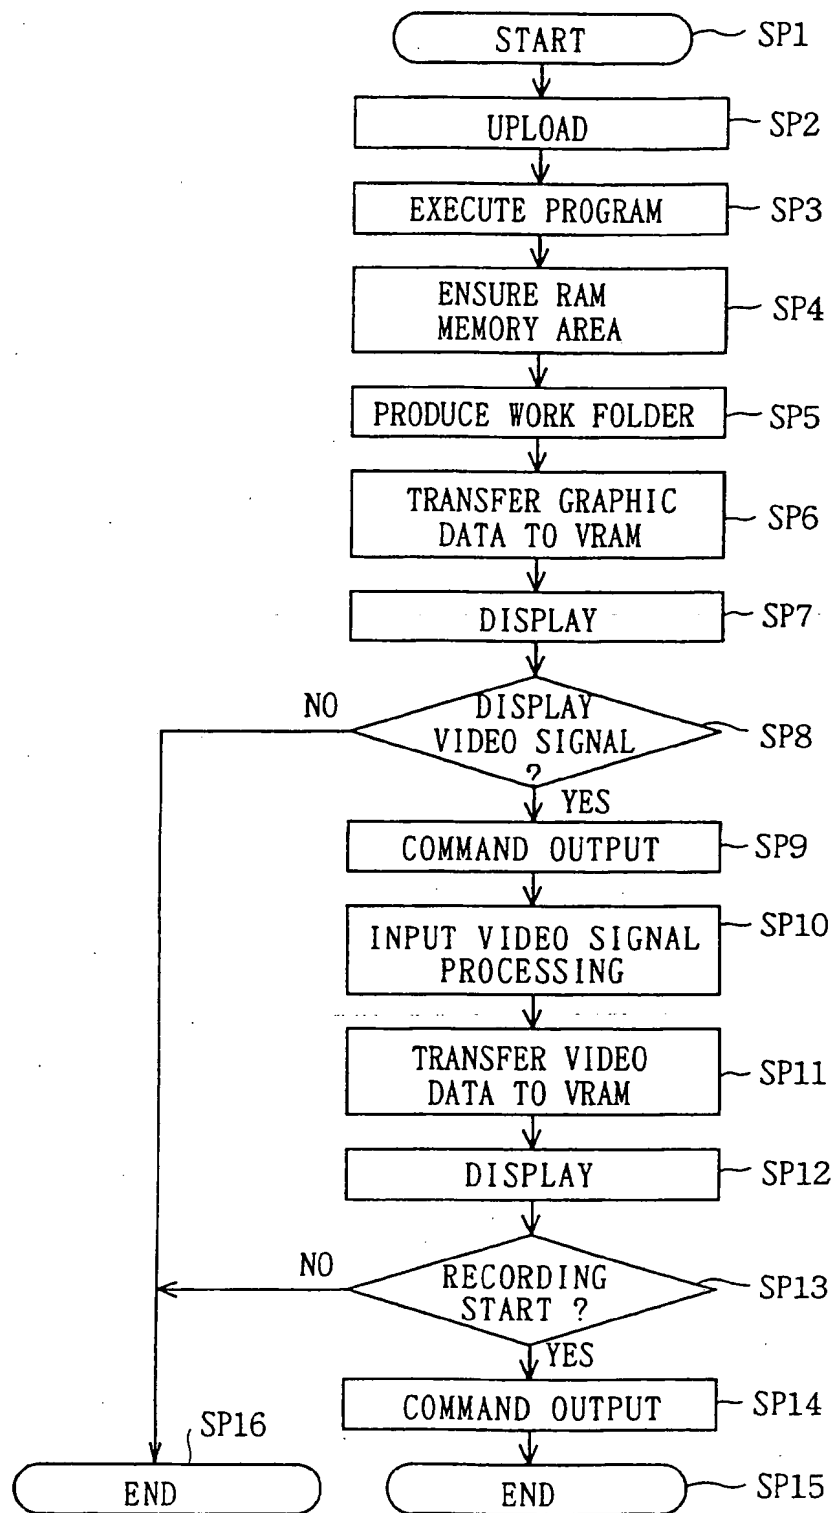 START
SP1
UPLOAD
SP2
EXECUTE PROGRAM
SP3
ENSURE RAM
MEMORY AREA
SP4
PRODUCE WORK FOLDER
SP5
TRANSFER GRAPHIC
DATA TO VRAM
SP6
DISPLAY
SP7
NO
DISPLAY
VIDEO SIGNAL
?
SP8
YES
COMMAND OUTPUT
SP9
INPUT VIDEO SIGNAL
PROCESSING
SP10
TRANSFER VIDEO
DATA TO VRAM
SP11
DISPLAY
SP12
NO
RECORDING
START ?
SP13
YES
COMMAND OUTPUT
SP14
SP16
END
END
SP15